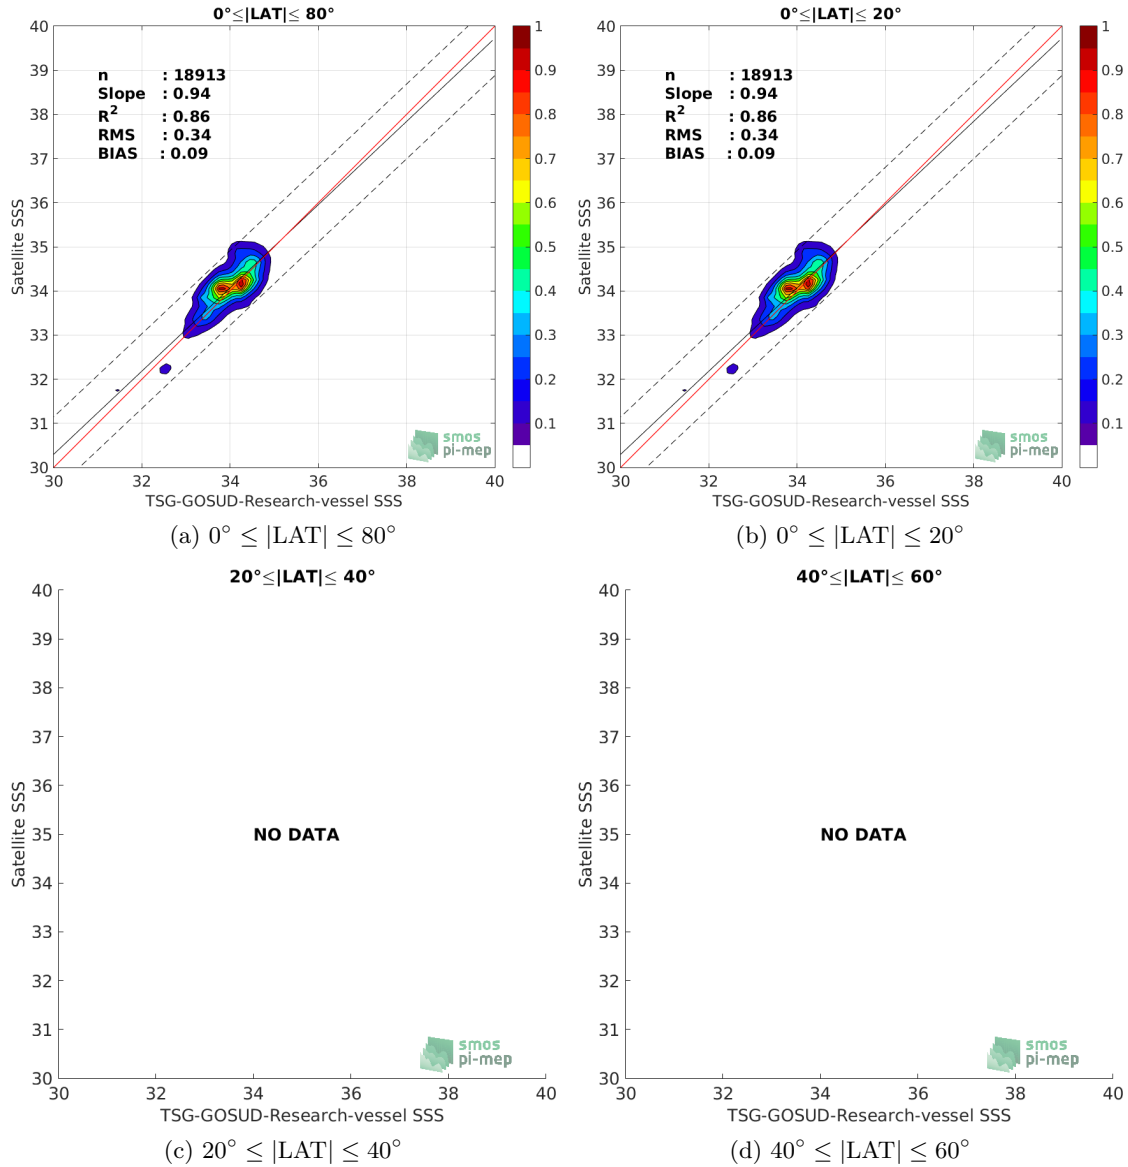 0°≤|LAT|≤ 80°
40
39
38
37
36
35
34
33
32
31
30
Satellite SSS
n : 18913
Slope : 0.94
R² : 0.86
RMS : 0.34
BIAS : 0.09
smos
pi-mep
30 32 34 36 38 40
TSG-GOSUD-Research-vessel SSS
1
0.9
0.8
0.7
0.6
0.5
0.4
0.3
0.2
0.1
(a) 0° ≤ |LAT| ≤ 80°
0°≤|LAT|≤ 20°
40
39
38
37
36
35
34
33
32
31
30
Satellite SSS
n : 18913
Slope : 0.94
R² : 0.86
RMS : 0.34
BIAS : 0.09
smos
pi-mep
30 32 34 36 38 40
TSG-GOSUD-Research-vessel SSS
1
0.9
0.8
0.7
0.6
0.5
0.4
0.3
0.2
0.1
(b) 0° ≤ |LAT| ≤ 20°
20°≤|LAT|≤ 40°
40
39
38
37
36
35
34
33
32
31
30
Satellite SSS
NO DATA
smos
pi-mep
30 32 34 36 38 40
TSG-GOSUD-Research-vessel SSS
(c) 20° ≤ |LAT| ≤ 40°
40°≤|LAT|≤ 60°
40
39
38
37
36
35
34
33
32
31
30
Satellite SSS
NO DATA
smos
pi-mep
30 32 34 36 38 40
TSG-GOSUD-Research-vessel SSS
(d) 40° ≤ |LAT| ≤ 60°